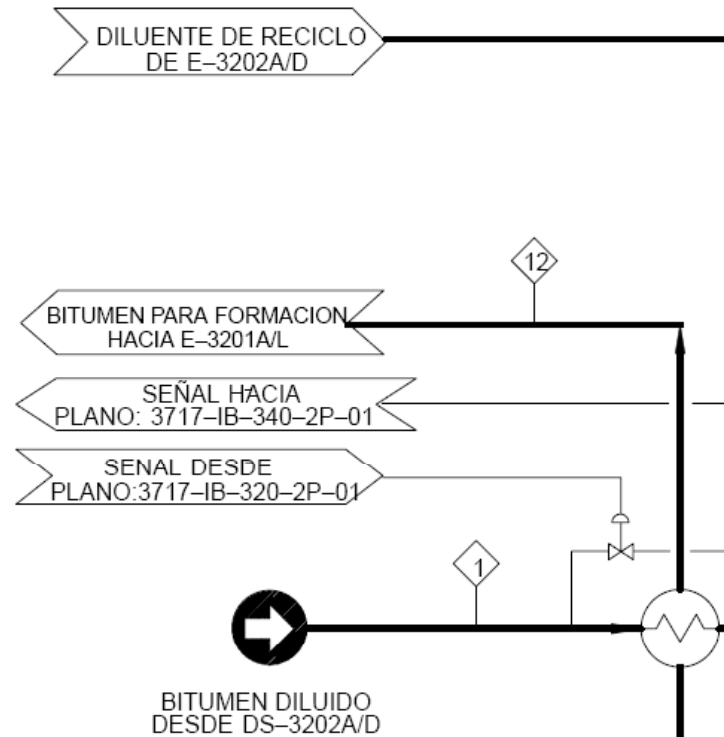 DILUENTE DE RECICLO
DE E–3202A/D
12
BITUMEN PARA FORMACION
HACIA E–3201A/L
SEÑAL HACIA
PLANO: 3717–IB–340–2P–01
SENAL DESDE
PLANO:3717–IB–320–2P–01
1
BITUMEN DILUIDO
DESDE DS–3202A/D